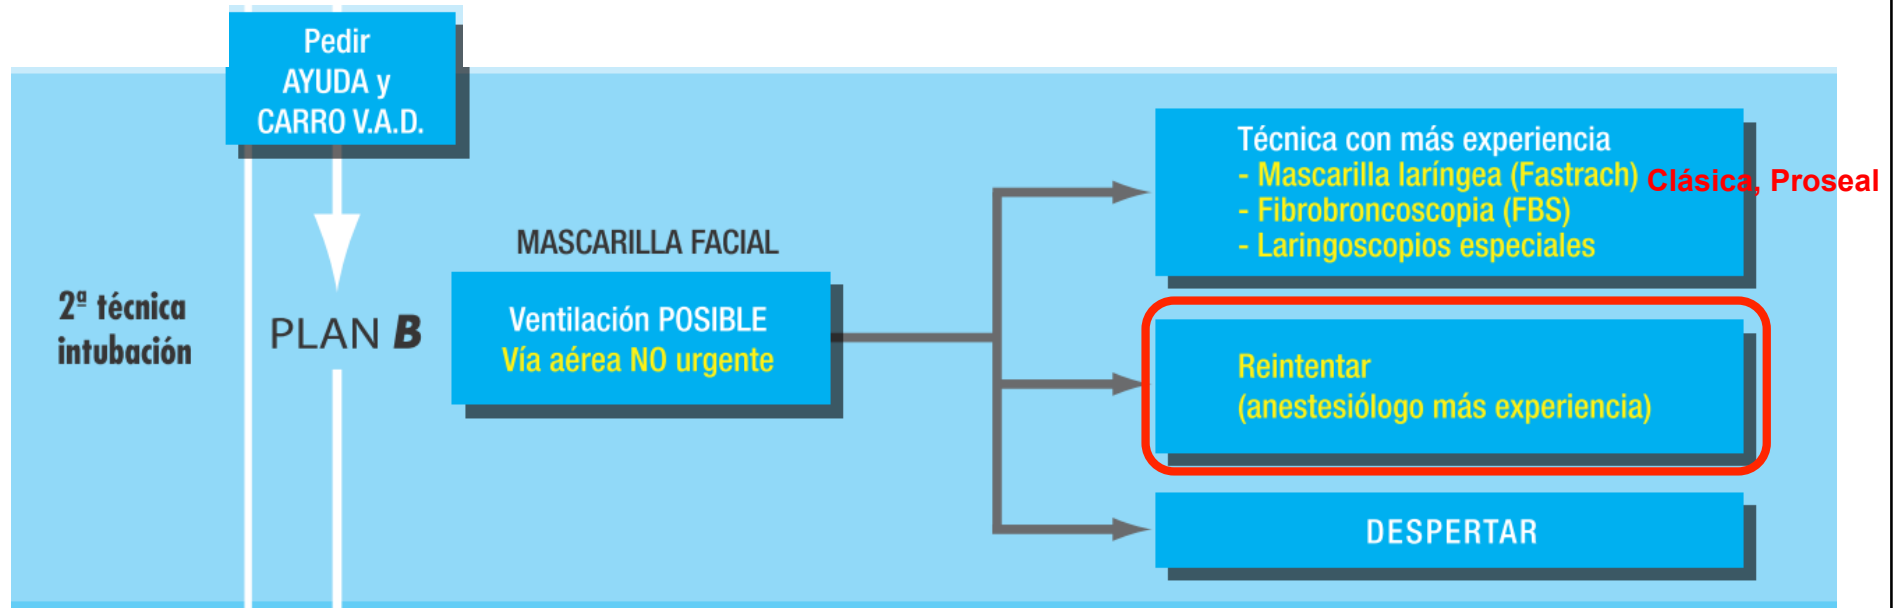 Pedir
AYUDA y
CARRO V.A.D.
2ª técnica
intubación
PLAN B
MASCARILLA FACIAL
Ventilación POSIBLE
Vía aérea NO urgente
Técnica con más experiencia
- Mascarilla laríngea (Fastrach) Clásica, Proseal
- Fibrobroncoscopia (FBS)
- Laringoscopios especiales
Reintentar
(anestesiólogo más experiencia)
DESPERTAR